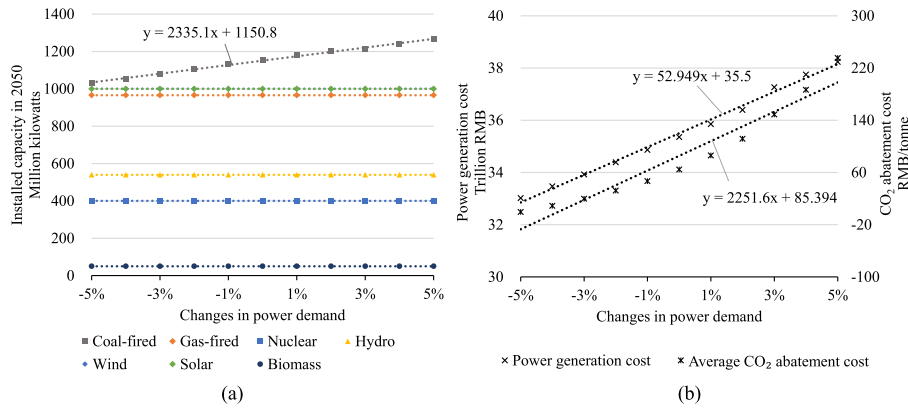 1400
1200
1000
800
600
400
200
0
Installed capacity in 2050
Million kilowatts
y = 2335.1x + 1150.8
-5% -3% -1% 1% 3% 5%
Changes in power demand
Coal-fired Gas-fired Nuclear Hydro
Wind Solar Biomass
(a)
40
38
36
34
32
30
Power generation cost
Trillion RMB
y = 52.949x + 35.5
y = 2251.6x + 85.394
300
220
140
60
-20
-100
CO₂ abatement cost
RMB/tonne
-5% -3% -1% 1% 3% 5%
Changes in power demand
Power generation cost Average CO₂ abatement cost
(b)